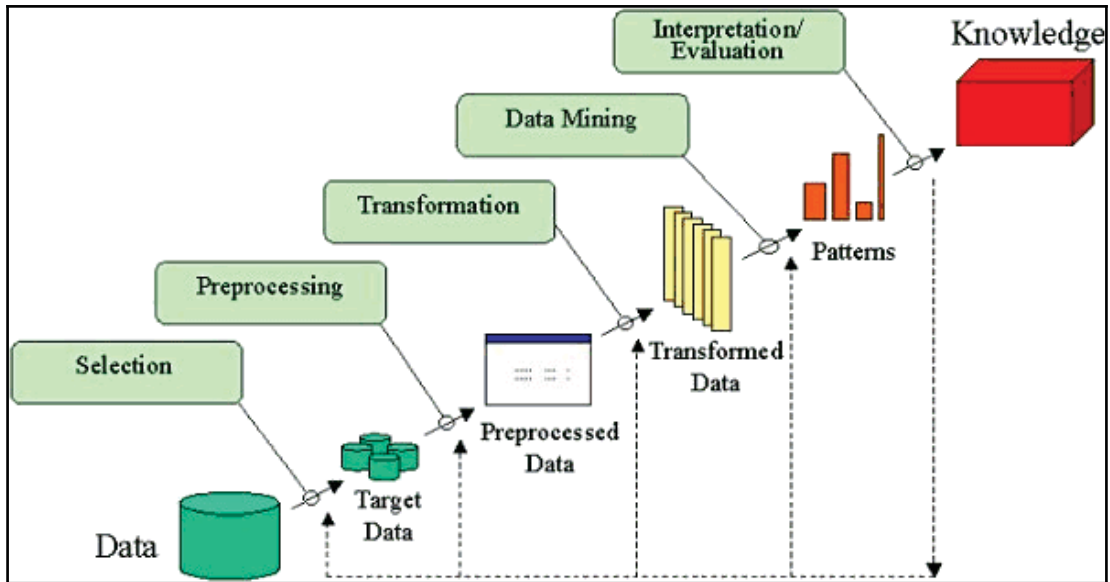 Interpretation/
Evaluation
Knowledge
Data Mining
Transformation
Patterns
Preprocessing
Transformed
Data
Selection
Preprocessed
Data
Target
Data
Data